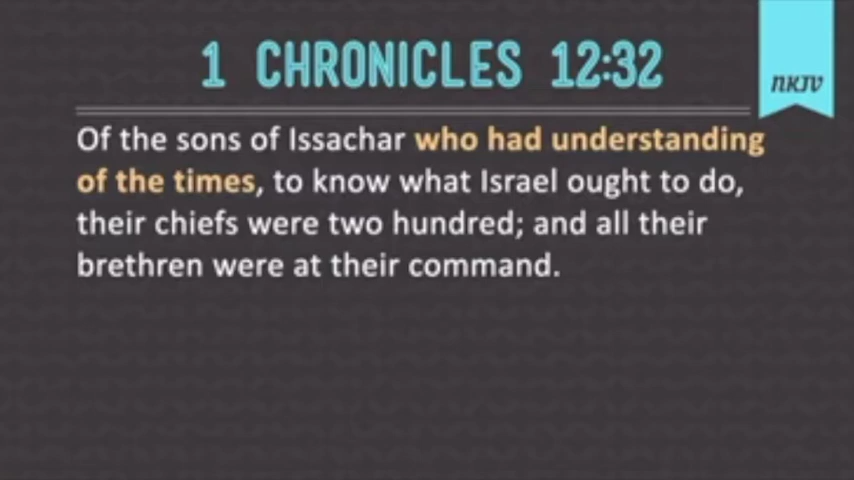 1 CHRONICLES 12:32
NKJV
Of the sons of Issachar who had understanding
of the times, to know what Israel ought to do,
their chiefs were two hundred; and all their
brethren were at their command.